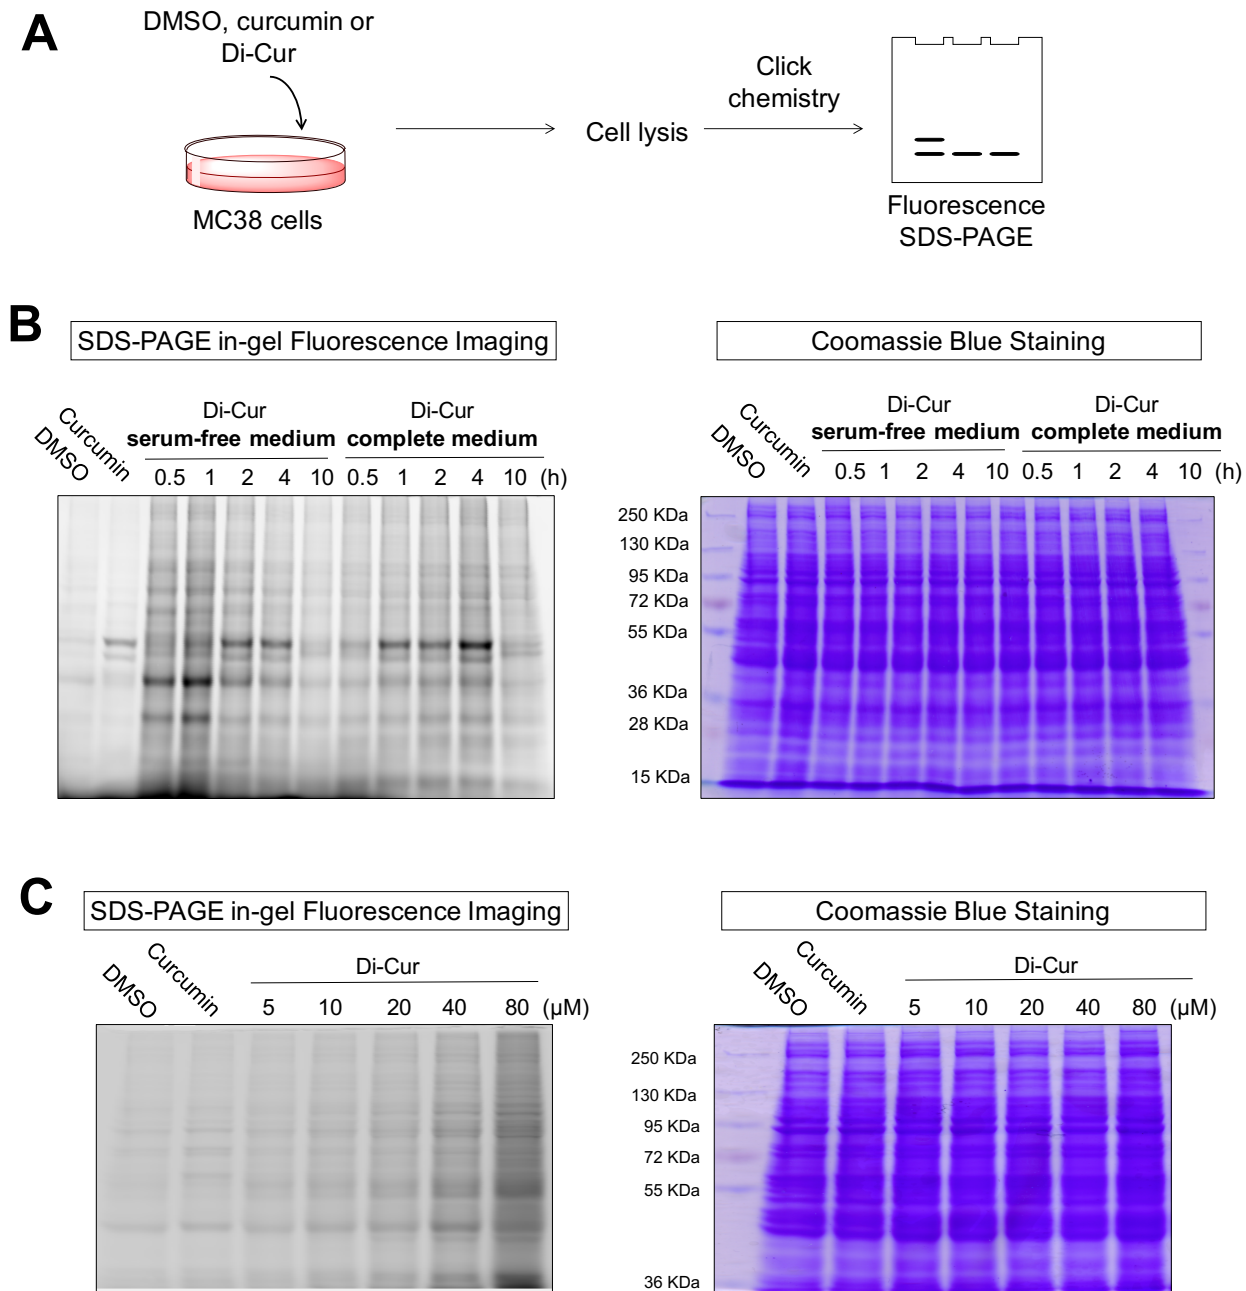 A
DMSO, curcumin or
Di-Cur
MC38 cells
Cell lysis
Click
chemistry
Fluorescence
SDS-PAGE
B
SDS-PAGE in-gel Fluorescence Imaging
DMSO
Curcumin
Di-Cur
serum-free medium
Di-Cur
complete medium
0.5 1 2 4 10 0.5 1 2 4 10 (h)
Coomassie Blue Staining
DMSO
Curcumin
Di-Cur
serum-free medium
Di-Cur
complete medium
0.5 1 2 4 10 0.5 1 2 4 10 (h)
250 KDa
130 KDa
95 KDa
72 KDa
55 KDa
36 KDa
28 KDa
15 KDa
C
SDS-PAGE in-gel Fluorescence Imaging
DMSO
Curcumin
Di-Cur
5 10 20 40 80 (µM)
Coomassie Blue Staining
DMSO
Curcumin
Di-Cur
5 10 20 40 80 (µM)
250 KDa
130 KDa
95 KDa
72 KDa
55 KDa
36 KDa